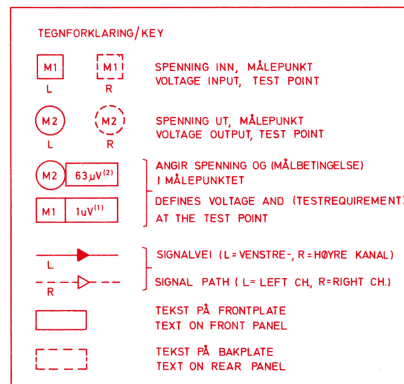 TEGNFORKLARING/KEY
M1 M1 SPENNING INN, MÅLEPUNKT
L R VOLTAGE INPUT, TEST POINT
M2 M2 SPENNING UT, MÅLEPUNKT
L R VOLTAGE OUTPUT, TEST POINT
M2 63µV(2) ANGIR SPENNING OG (MÅLBETINGELSE)
I MÅLEPUNKTET
M1 1uV(1) DEFINES VOLTAGE AND (TESTREQUIREMENT)
AT THE TEST POINT
L SIGNALVEI (L=VENSTRE-, R=HØYRE KANAL)
R SIGNAL PATH (L= LEFT CH, R=RIGHT CH.)
TEKST PÅ FRONTPLATE
TEXT ON FRONT PANEL
TEKST PÅ BAKPLATE
TEXT ON REAR PANEL